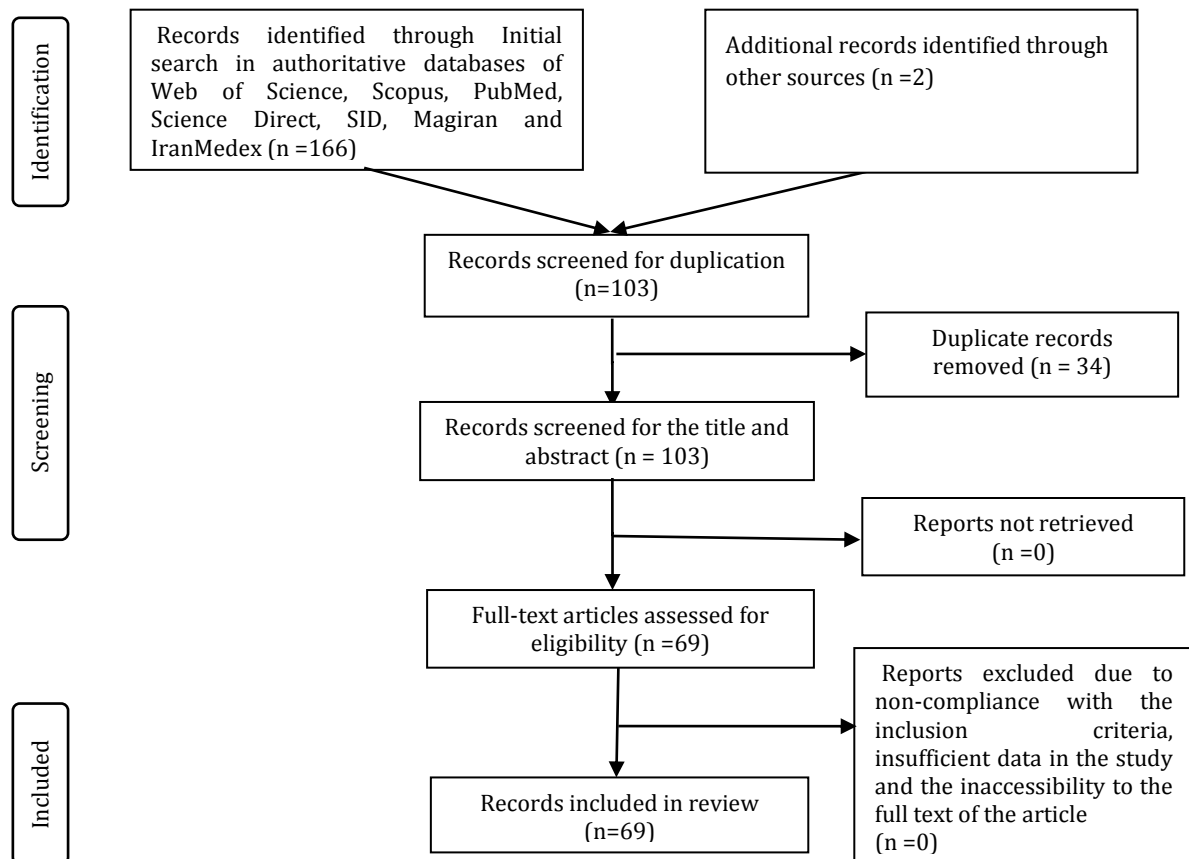 Identification
Records identified through Initial
search in authoritative databases of
Web of Science, Scopus, PubMed,
Science Direct, SID, Magiran and
IranMedex (n =166)
Additional records identified through
other sources (n =2)
Records screened for duplication
(n=103)
Screening
Duplicate records
removed (n = 34)
Records screened for the title and
abstract (n = 103)
Reports not retrieved
(n =0)
Full-text articles assessed for
eligibility (n =69)
Reports excluded due to
non-compliance with the
inclusion criteria,
insufficient data in the study
and the inaccessibility to the
full text of the article
(n =0)
Included
Records included in review
(n=69)